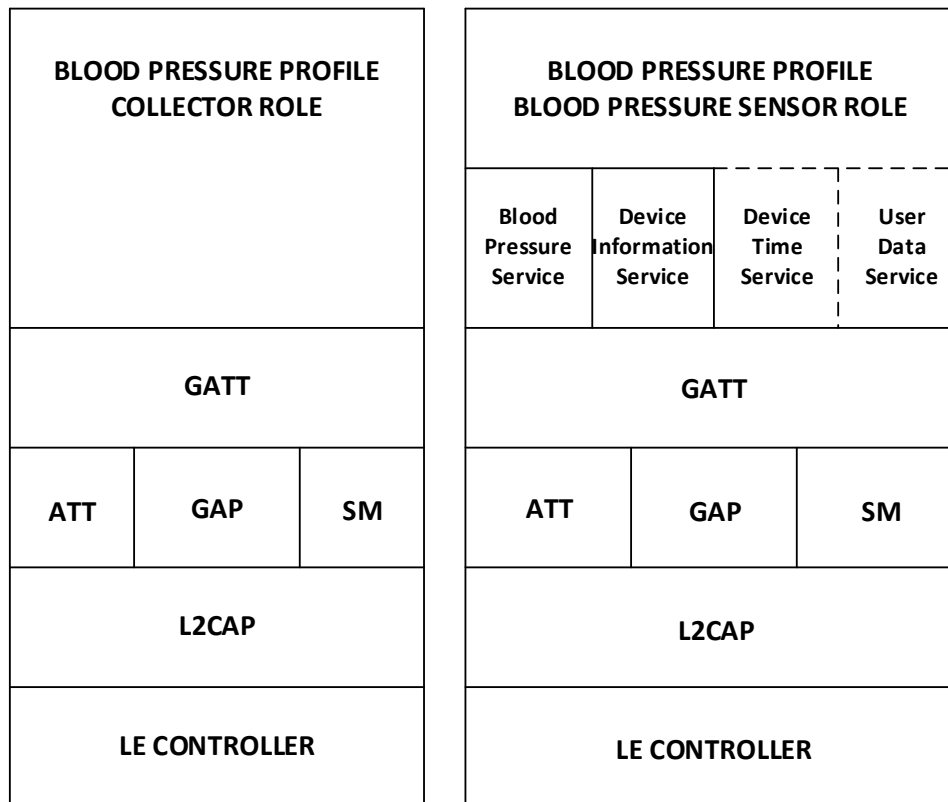 BLOOD PRESSURE PROFILE
COLLECTOR ROLE
GATT
ATT
GAP
SM
L2CAP
LE CONTROLLER
BLOOD PRESSURE PROFILE
BLOOD PRESSURE SENSOR ROLE
Blood
Pressure
Service
Device
Information
Service
Device
Time
Service
User
Data
Service
GATT
ATT
GAP
SM
L2CAP
LE CONTROLLER